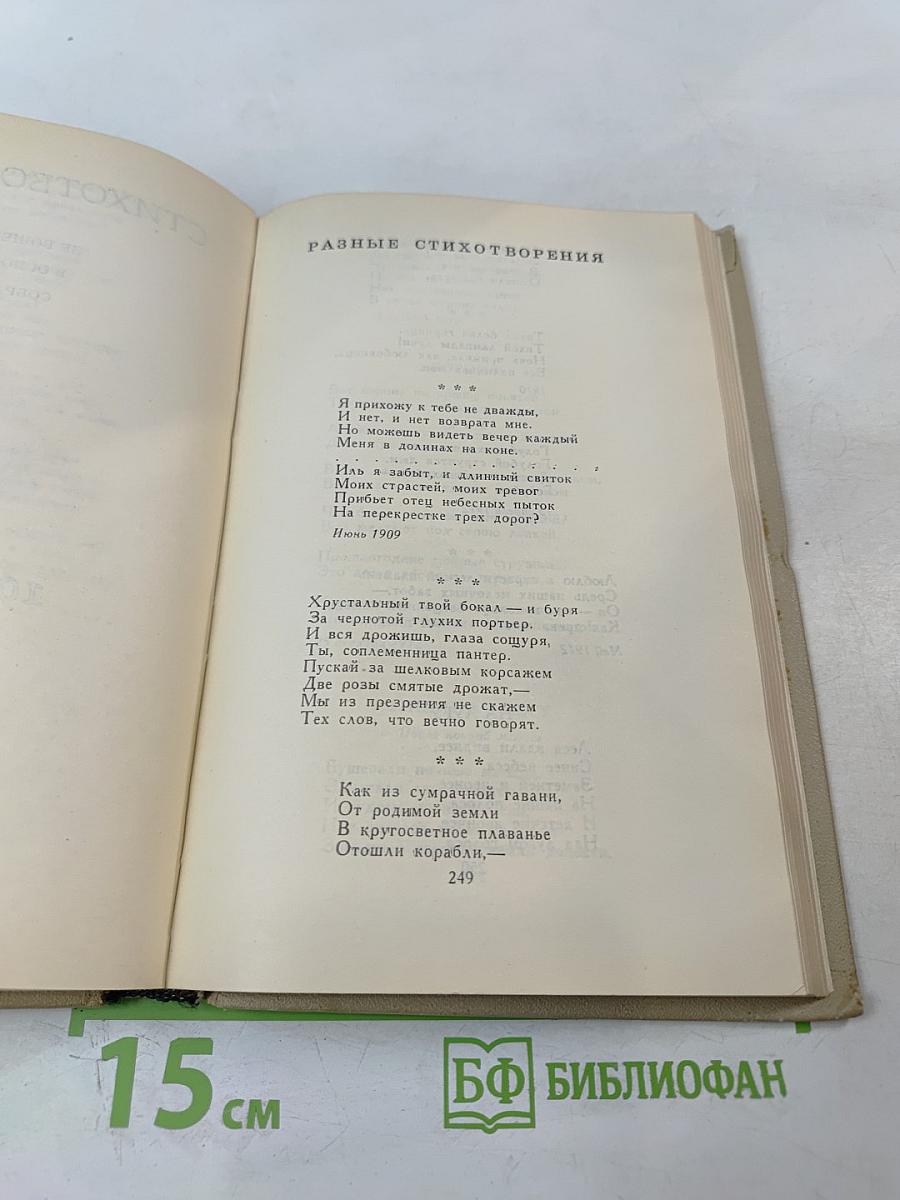 РАЗНЫЕ СТИХОТВОРЕНИЯ
* * *
Я прихожу к тебе не дважды,
И нет, и нет возврата мне.
Но можешь видеть вечер каждый
Меня в долинах на коне.
. . . . . . . . . . . . . . . .
Иль я забыт, и длинный свиток
Моих страстей, моих тревог
Прибьет отец небесных пыток
На перекрестке трех дорог?
Июнь 1909
* * *
Хрустальный твой бокал — и буря
За чернотой глухих портьер.
И вся дрожишь, глаза сощуря,
Ты, соплеменница пантер.
Пускай за шелковым корсажем
Две розы смятые дрожат,—
Мы из презрения не скажем
Тех слов, что вечно говорят.
* * *
Как из сумрачной гавани,
От родимой земли
В кругосветное плаванье
Отошли корабли,—
249
15 см
БФ БИБЛИОФАН